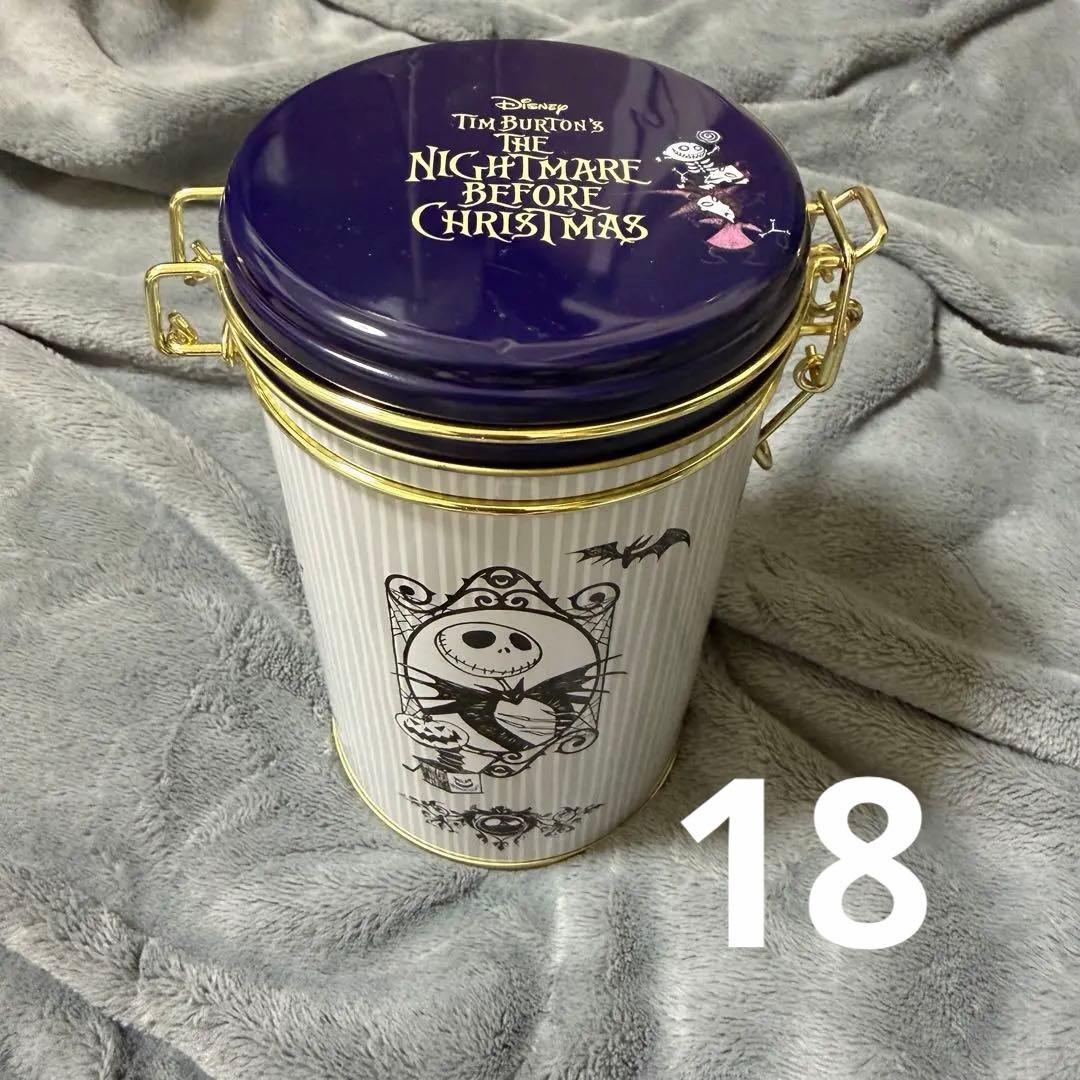 Disney
TIM BURTON'S
THE
NIGHTMARE
BEFORE
CHRISTMAS
18